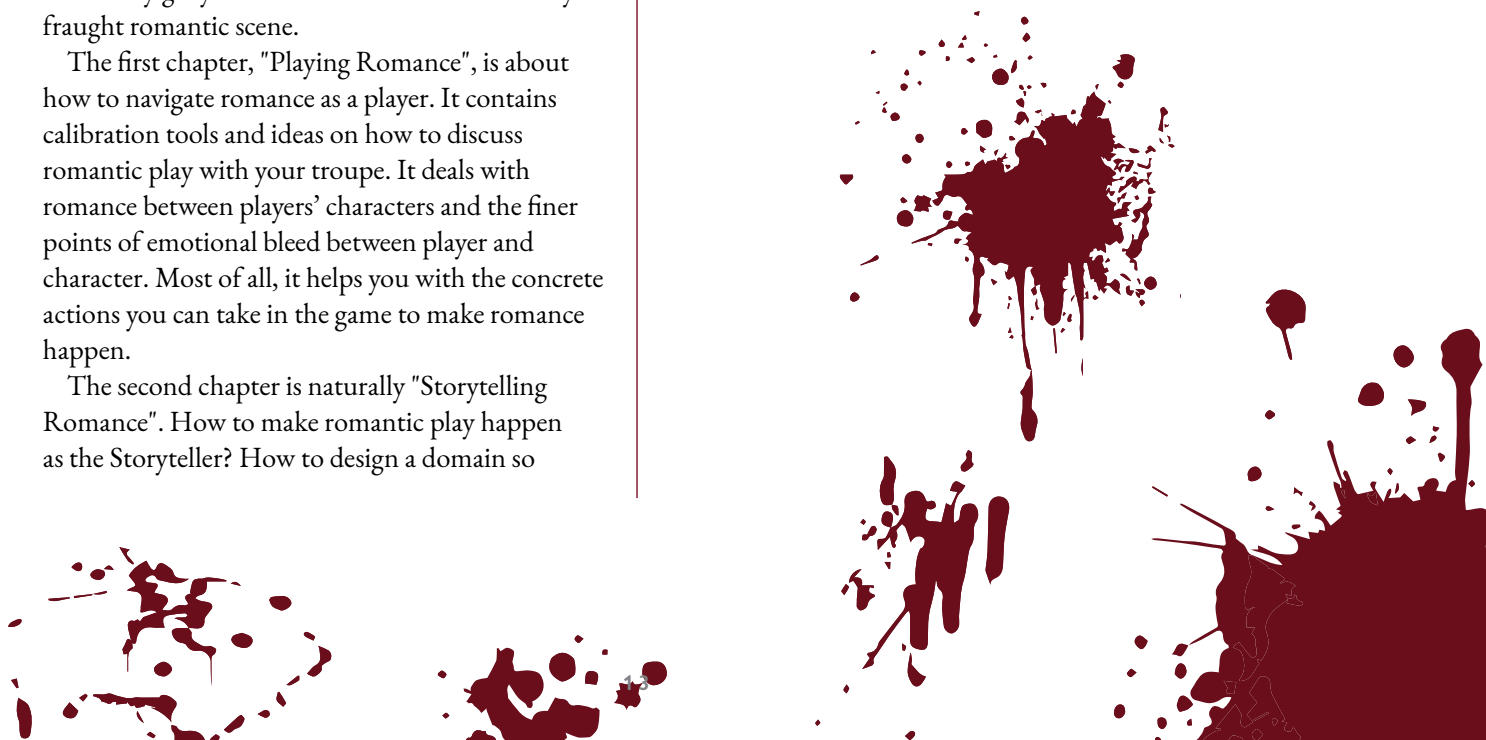 fraught romantic scene.
The first chapter, "Playing Romance", is about
how to navigate romance as a player. It contains
calibration tools and ideas on how to discuss
romantic play with your troupe. It deals with
romance between players’ characters and the finer
points of emotional bleed between player and
character. Most of all, it helps you with the concrete
actions you can take in the game to make romance
happen.
The second chapter is naturally "Storytelling
Romance". How to make romantic play happen
as the Storyteller? How to design a domain so
13